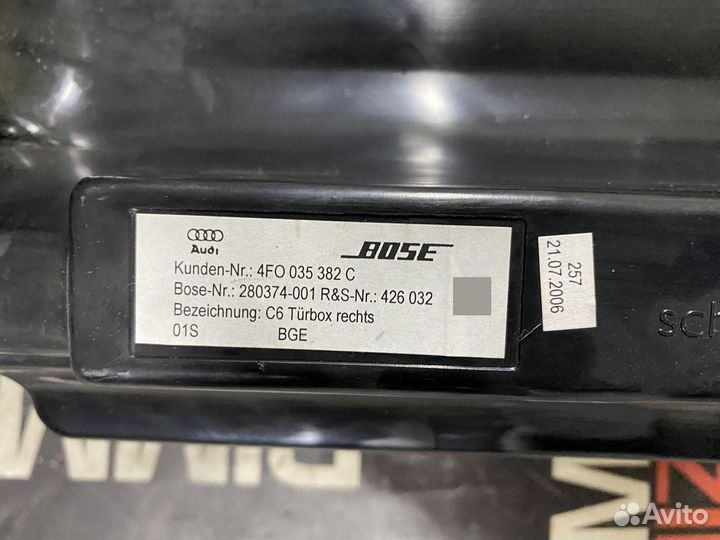 Audi
BOSE
Kunden-Nr.: 4FO 035 382 C
Bose-Nr.: 280374-001 R&S-Nr.: 426 032
Bezeichnung: C6 Türbox rechts
01S BGE
257
21.07.2006
sch
Avito